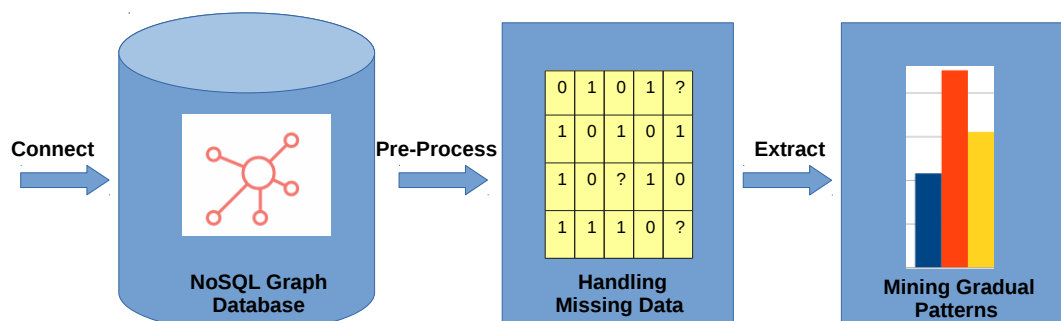 Connect
NoSQL Graph
Database
Pre-Process
0 1 0 1 ?
1 0 1 0 1
1 0 ? 1 0
1 1 1 0 ?
Handling
Missing Data
Extract
Mining Gradual
Patterns